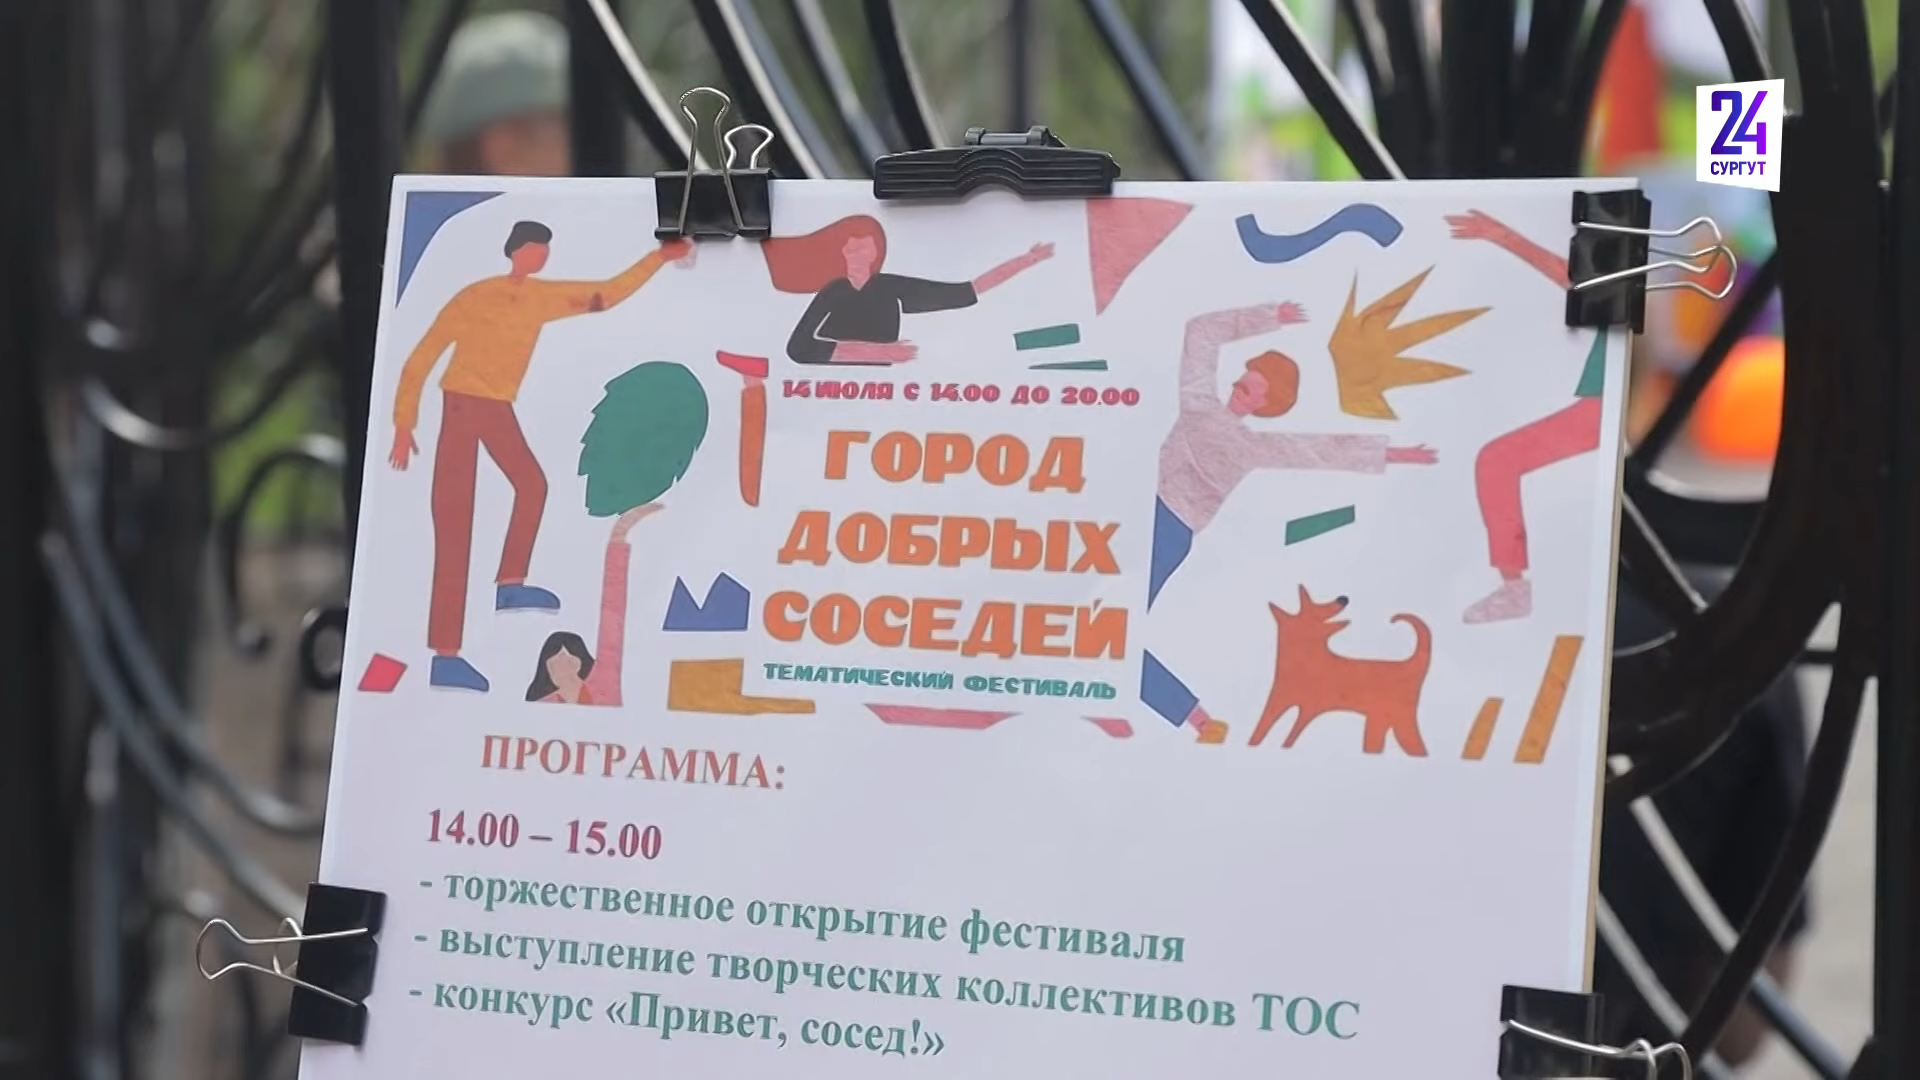 24
СУРГУТ
14 ИЮЛЯ С 14.00 ДО 20.00
ГОРОД
ДОБРЫХ
СОСЕДЕЙ
ТЕМАТИЧЕСКИЙ ФЕСТИВАЛЬ
ПРОГРАММА:
14.00 – 15.00
- торжественное открытие фестиваля
- выступление творческих коллективов ТОС
- конкурс «Привет, сосед!»